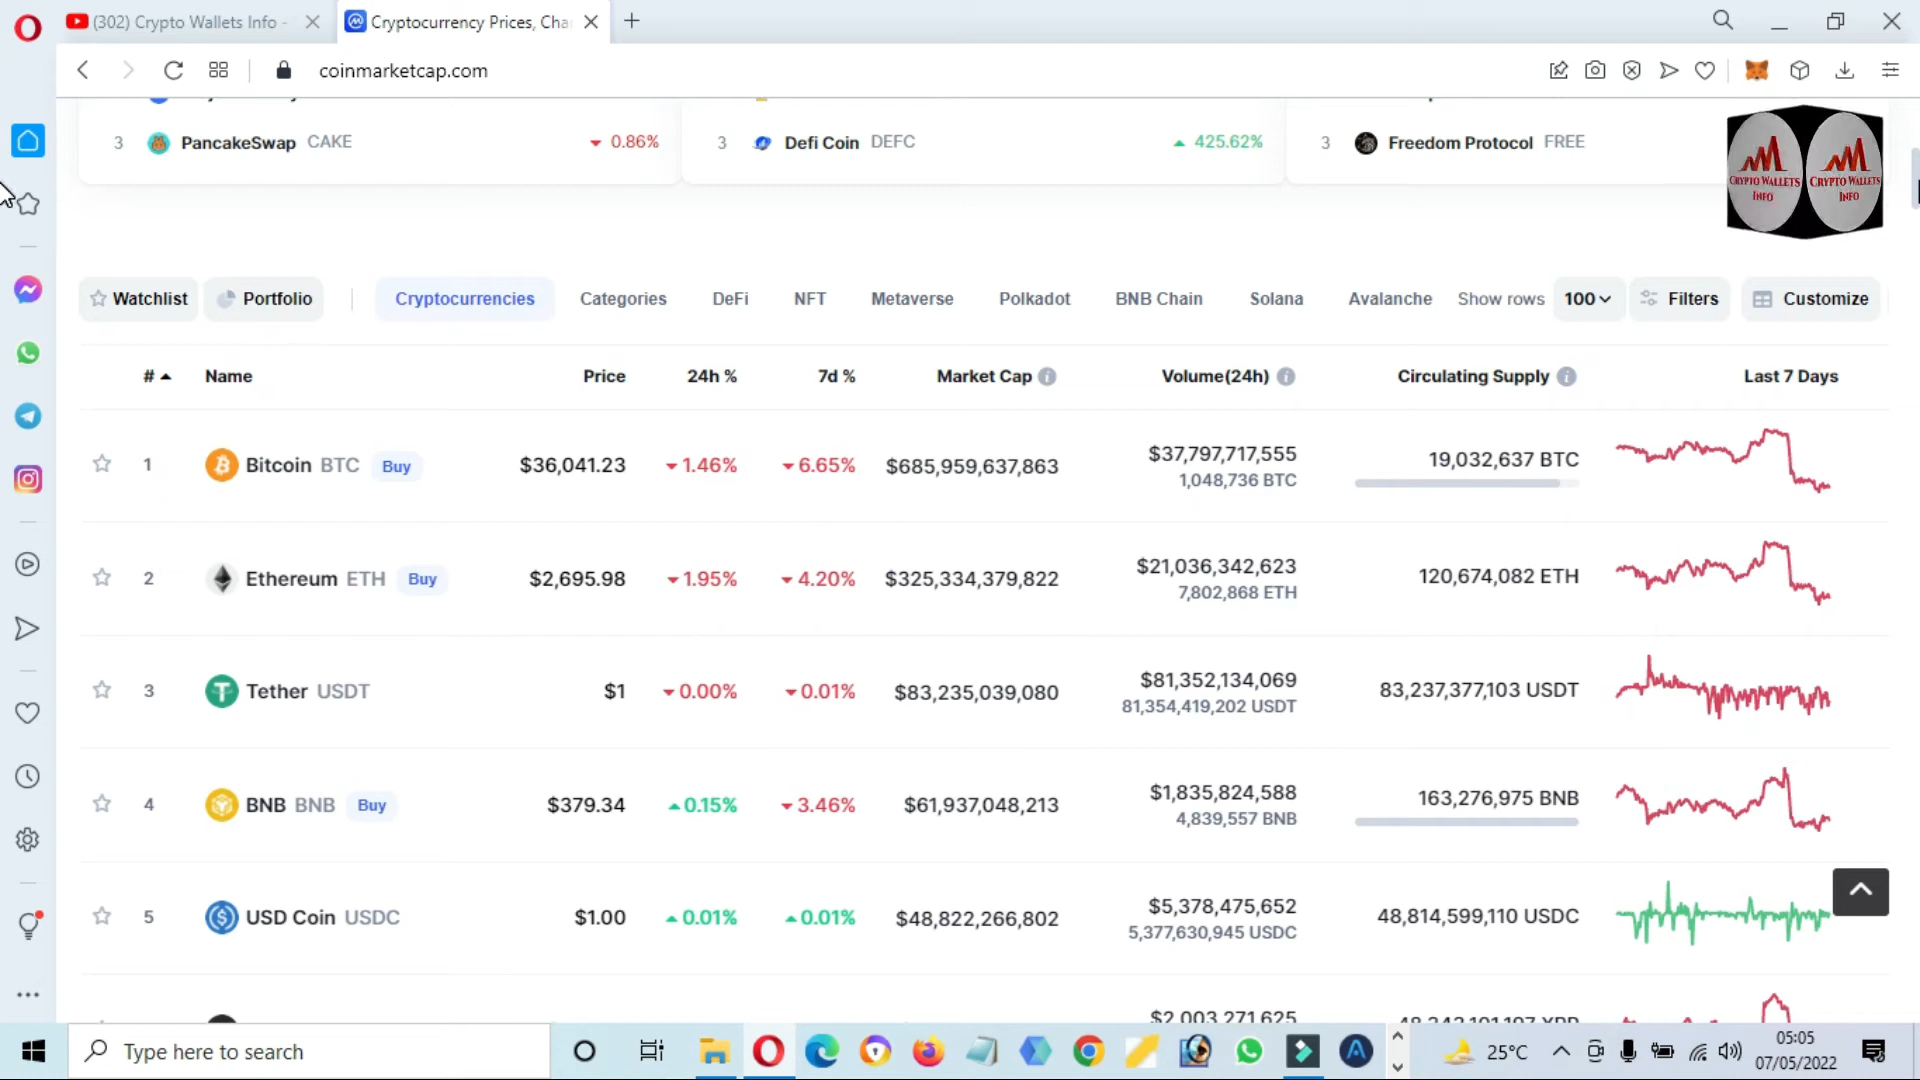 (302) Crypto Wallets Info -
Cryptocurrency Prices, Cha
coinmarketcap.com
3 PancakeSwap CAKE 0.86%
3 Defi Coin DEFC 425.62%
3 Freedom Protocol FREE
CRYPTO WALLETS INFO
CRYPTO WALLETS INFO
Watchlist Portfolio Cryptocurrencies Categories DeFi NFT Metaverse Polkadot BNB Chain Solana Avalanche Show rows 100 Filters Customize
# Name Price 24h % 7d % Market Cap Volume(24h) Circulating Supply Last 7 Days
1 Bitcoin BTC Buy $36,041.23 1.46% 6.65% $685,959,637,863 $37,797,717,555 19,032,637 BTC
1,048,736 BTC
2 Ethereum ETH Buy $2,695.98 1.95% 4.20% $325,334,379,822 $21,036,342,623 120,674,082 ETH
7,802,868 ETH
3 Tether USDT $1 0.00% 0.01% $83,235,039,080 $81,352,134,069 83,237,377,103 USDT
81,354,419,202 USDT
4 BNB BNB Buy $379.34 0.15% 3.46% $61,937,048,213 $1,835,824,588 163,276,975 BNB
4,839,557 BNB
5 USD Coin USDC $1.00 0.01% 0.01% $48,822,266,802 $5,378,475,652 48,814,599,110 USDC
5,377,630,945 USDC
$2,003,271,625
Type here to search
25°C
05:05
07/05/2022